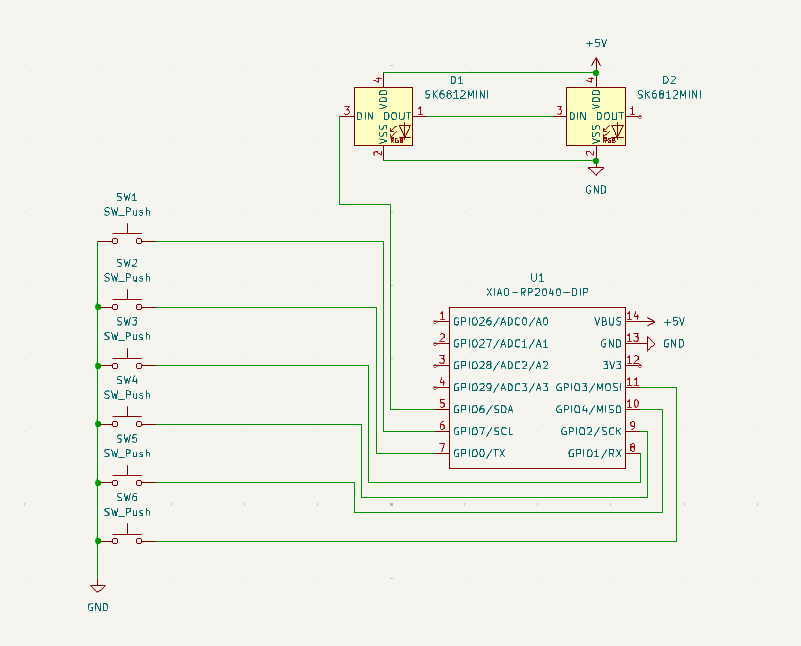 +5V
D1
SK6812MINI
D2
SK6812MINI
4
VDD
3
DIN
DOUT
1
VSS
RGB
2
4
VDD
3
DIN
DOUT
1
VSS
RGB
2
GND
SW1
SW_Push
SW2
SW_Push
SW3
SW_Push
SW4
SW_Push
SW5
SW_Push
SW6
SW_Push
GND
U1
XIAO-RP2040-DIP
1 GPIO26/ADC0/A0 VBUS 14 +5V
2 GPIO27/ADC1/A1 GND 13 GND
3 GPIO28/ADC2/A2 3V3 12
4 GPIO29/ADC3/A3 GPIO3/MOSI 11
5 GPIO6/SDA GPIO4/MISO 10
6 GPIO7/SCL GPIO2/SCK 9
7 GPIO0/TX GPIO1/RX 8